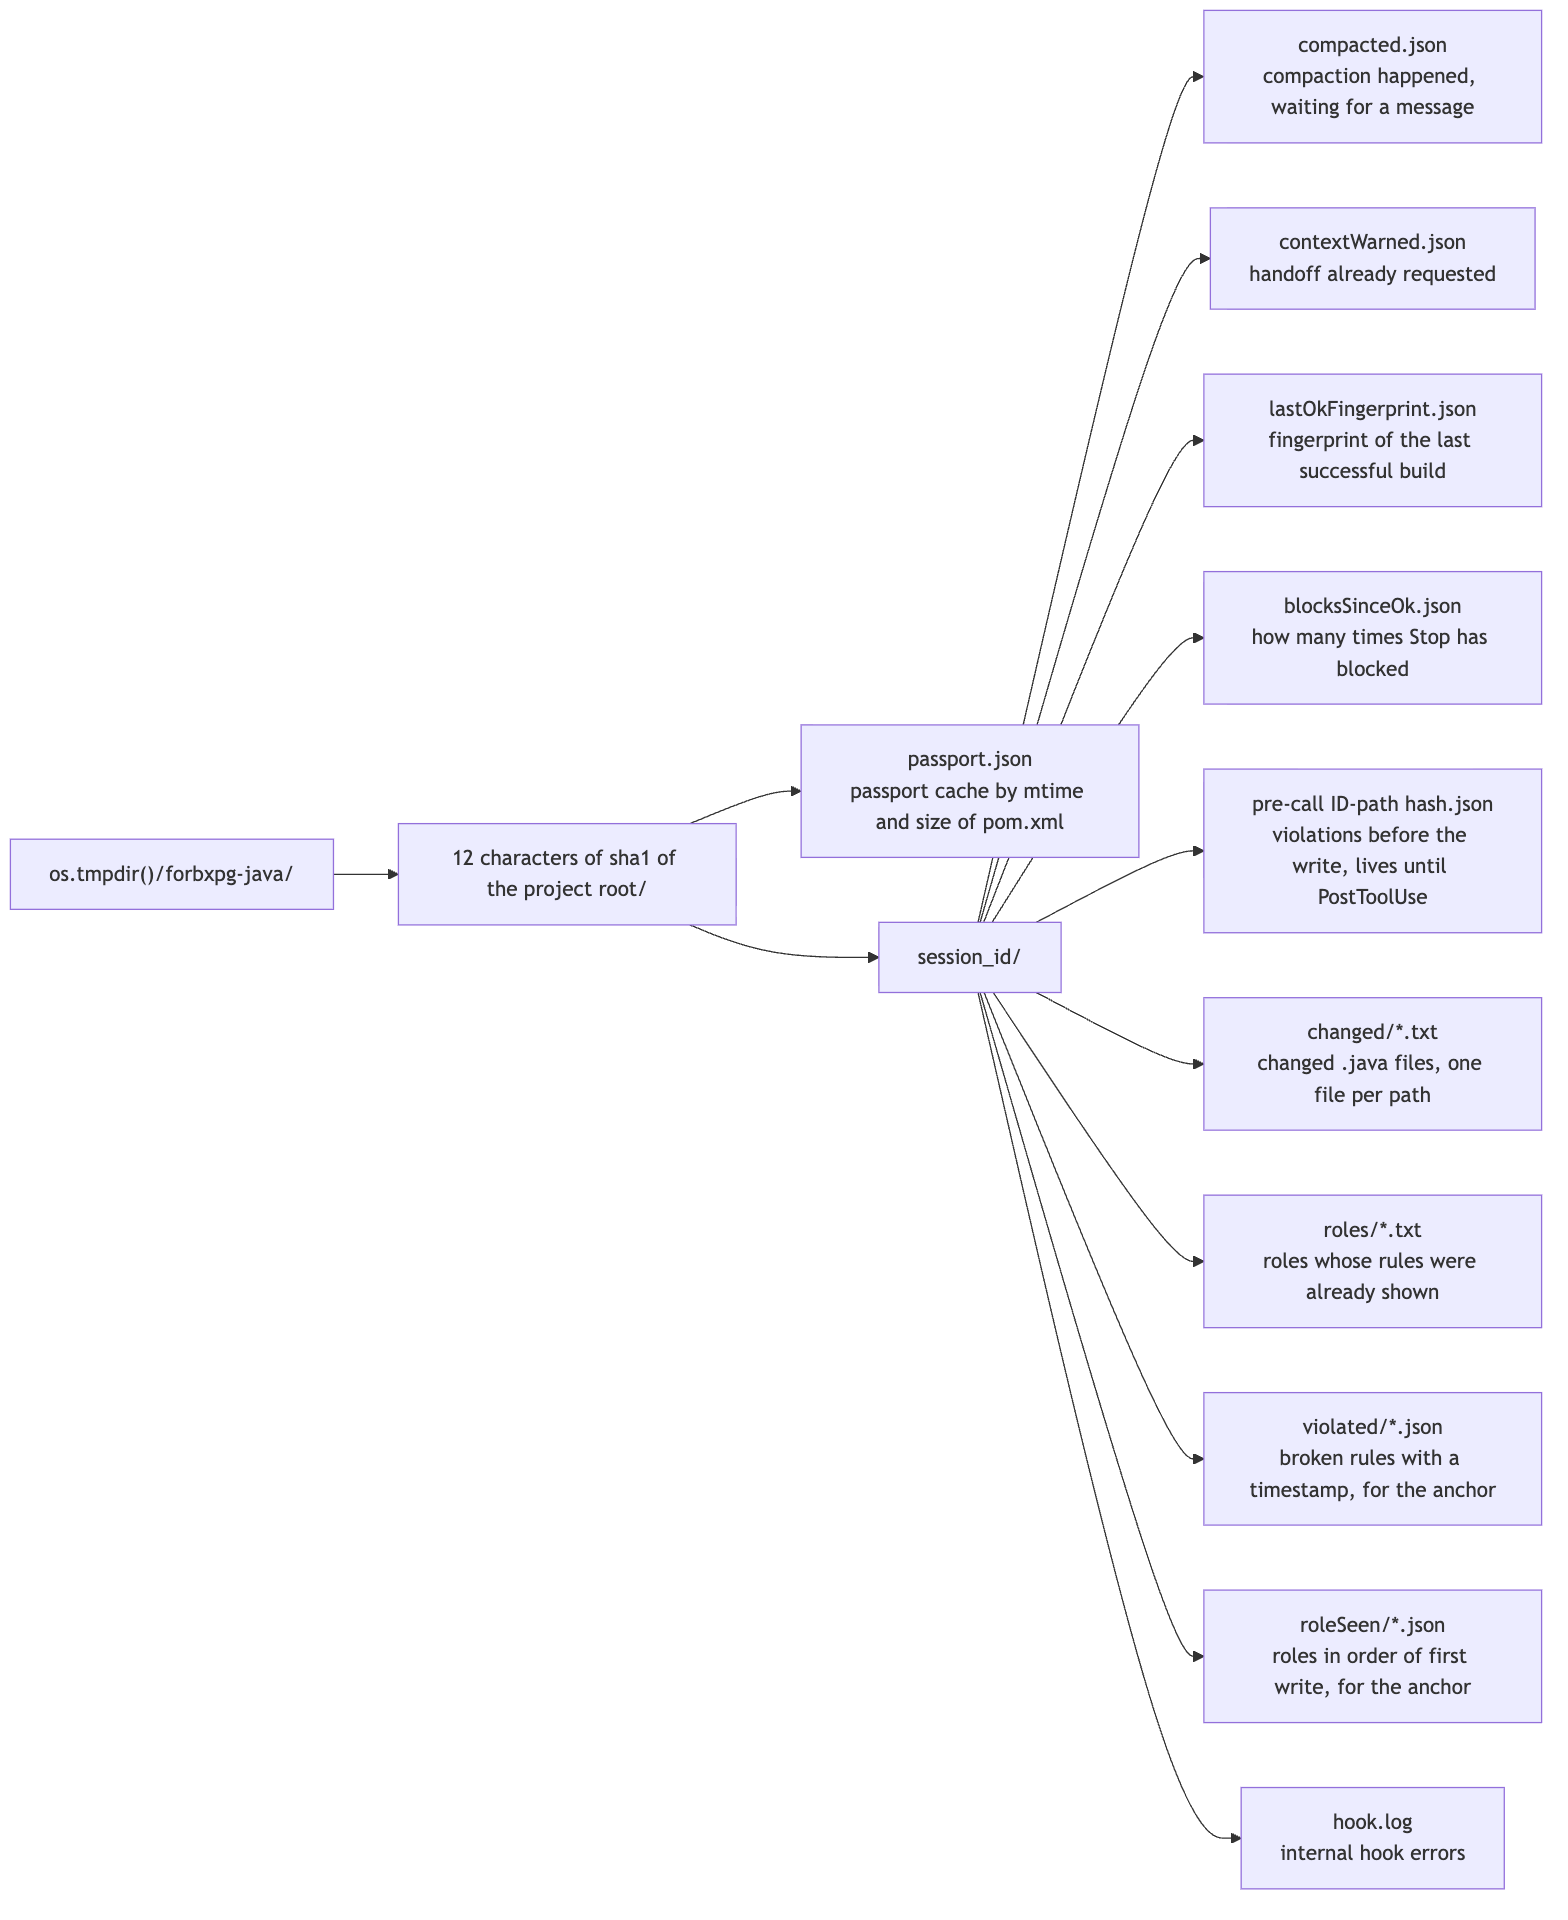 compacted.json
compaction happened,
waiting for a message
contextWarned.json
handoff already requested
lastOkFingerprint.json
fingerprint of the last
successful build
blocksSinceOk.json
how many times Stop has
blocked
passport.json
passport cache by mtime
and size of pom.xml
pre-call ID-path hash.json
violations before the
write, lives until
PostToolUse
os.tmpdir()/forbxpg-java/
12 characters of sha1 of
the project root/
session_id/
changed/*.txt
changed .java files, one
file per path
roles/*.txt
roles whose rules were
already shown
violated/*.json
broken rules with a
timestamp, for the anchor
roleSeen/*.json
roles in order of first
write, for the anchor
hook.log
internal hook errors